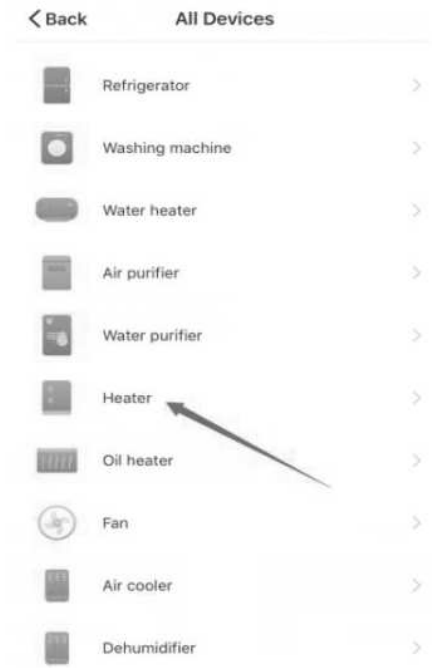 Back All Devices
Refrigerator
Washing machine
Water heater
Air purifier
Water purifier
Heater
Oil heater
Fan
Air cooler
Dehumidifier